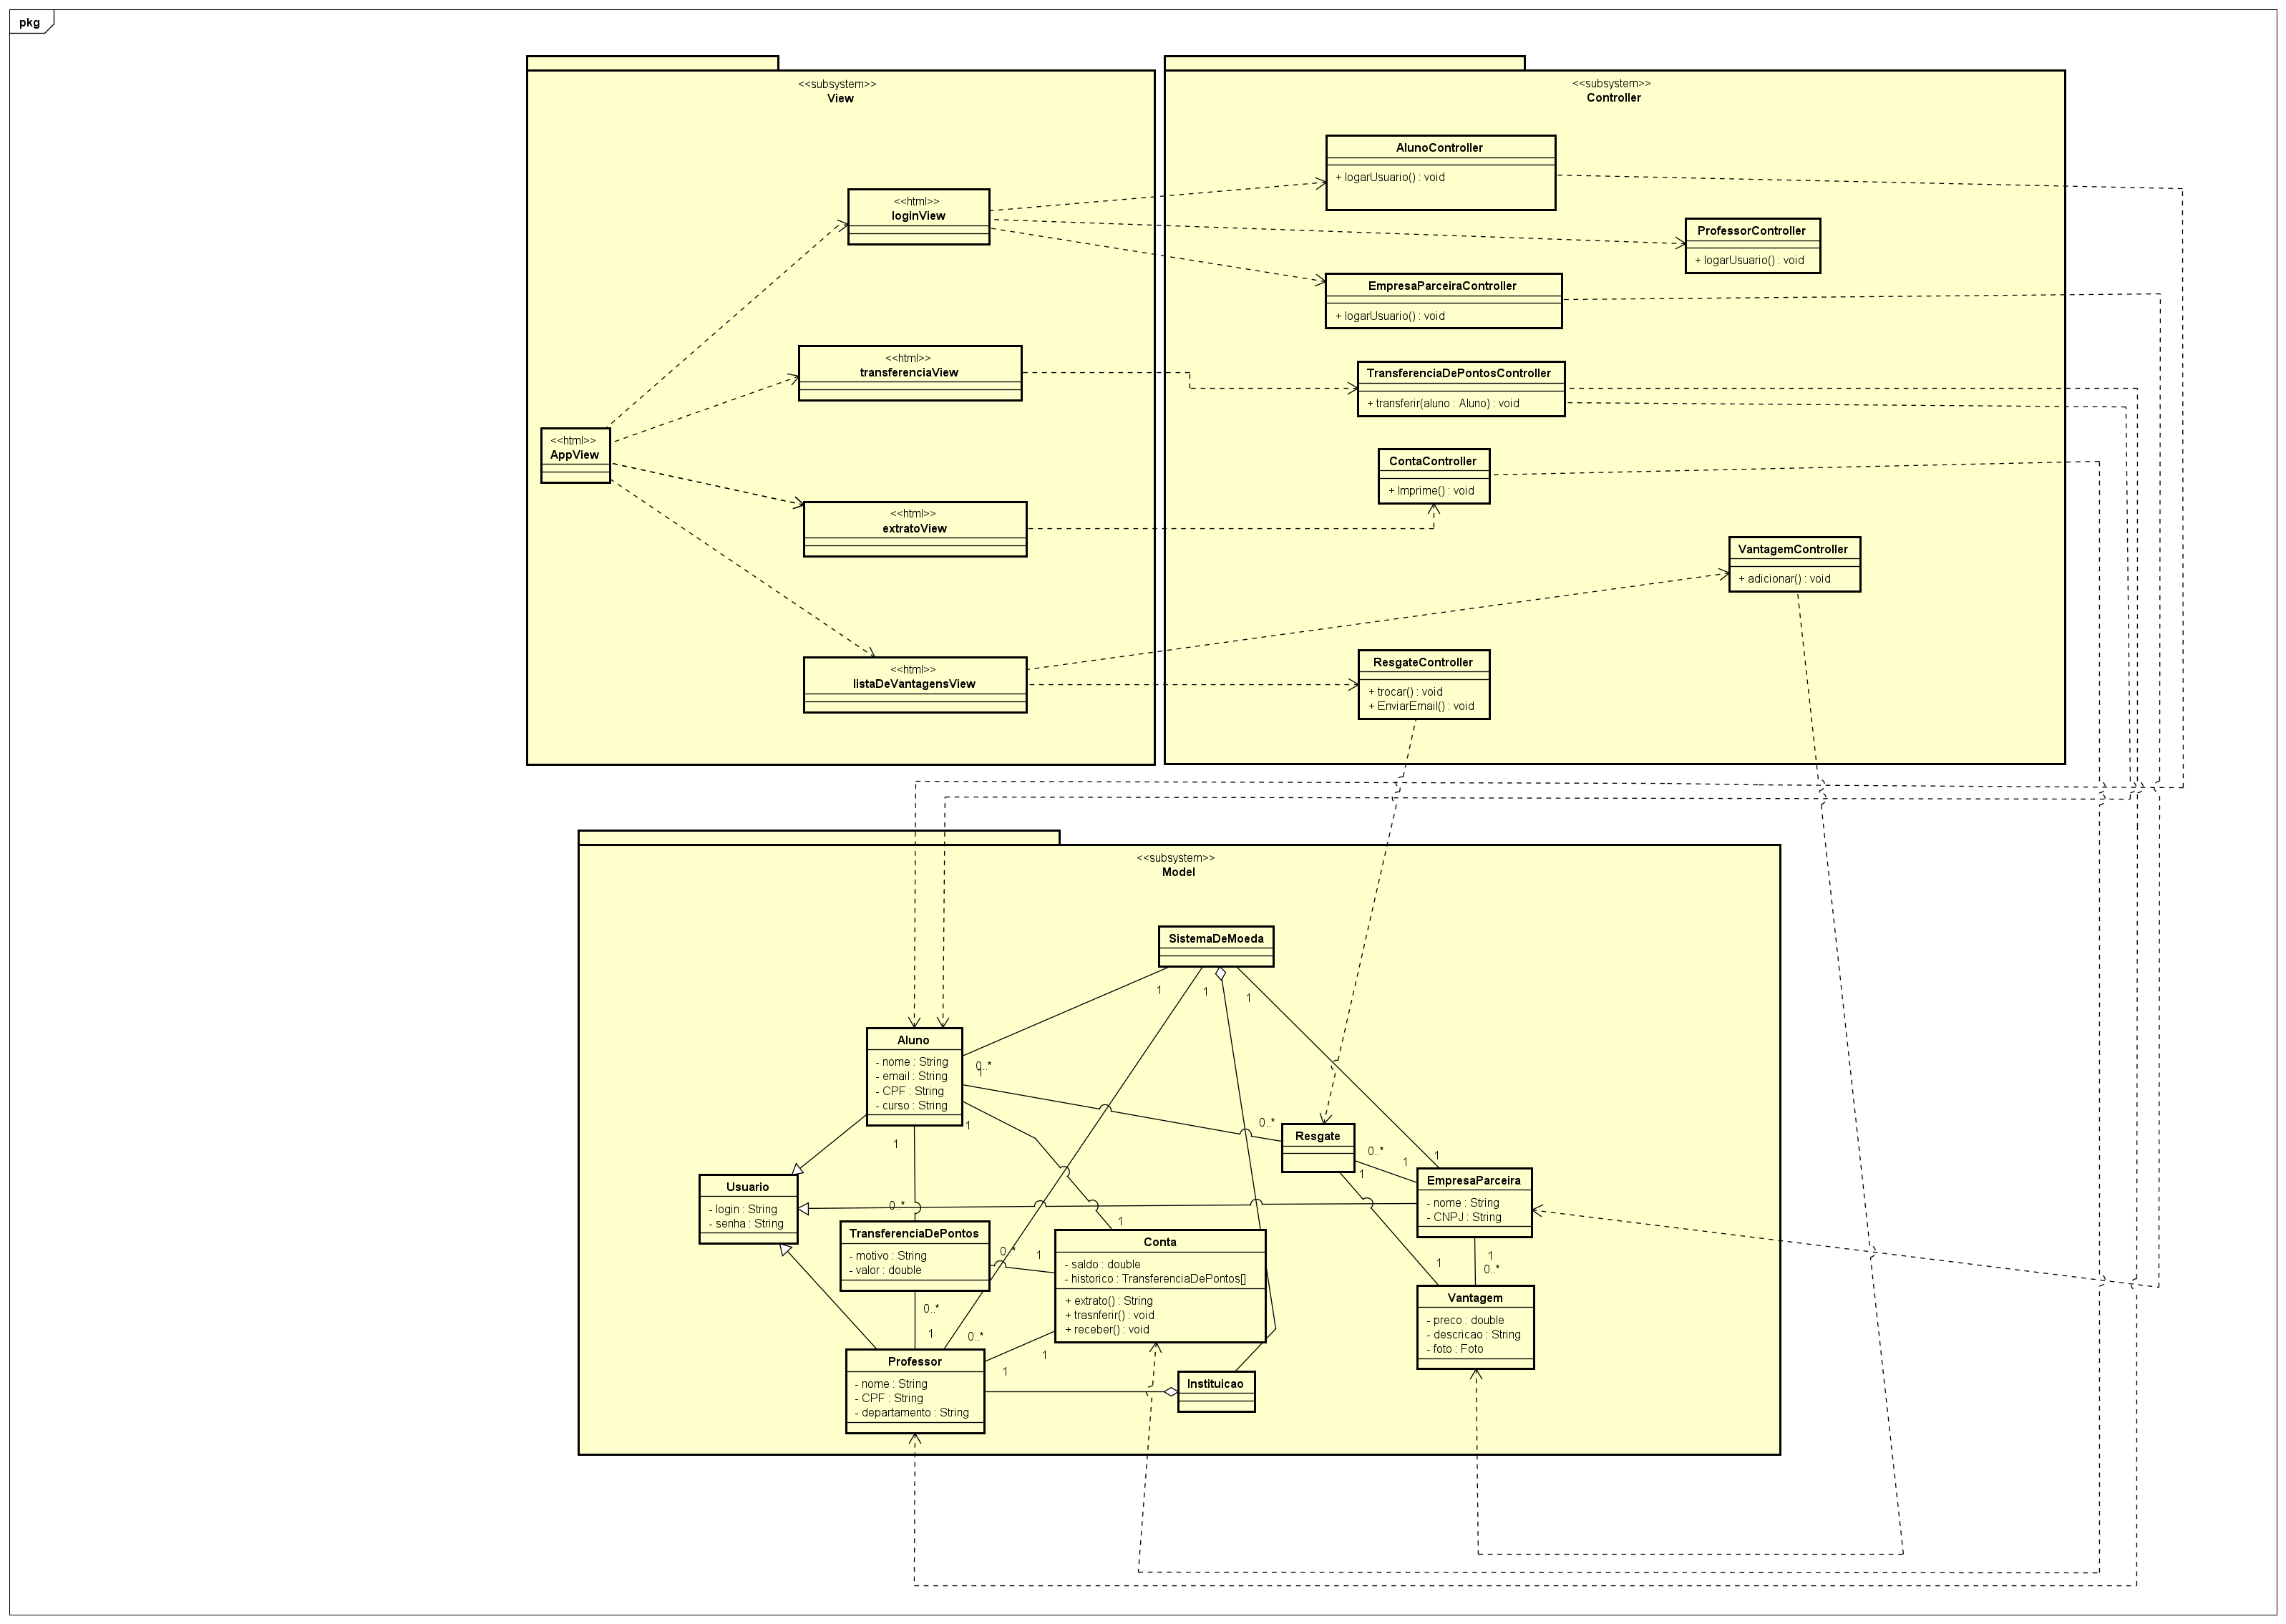 pkg
<<subsystem>>
View
<<html>>
loginView
<<html>>
transferenciaView
<<html>>
AppView
<<html>>
extratoView
<<html>>
listaDeVantagensView
<<subsystem>>
Controller
AlunoController
+ logarUsuario() : void
ProfessorController
+ logarUsuario() : void
EmpresaParceiraController
+ logarUsuario() : void
TransferenciaDePontosController
+ transferir(aluno : Aluno) : void
ContaController
+ Imprime() : void
VantagemController
+ adicionar() : void
ResgateController
+ trocar() : void
+ EnviarEmail() : void
<<subsystem>>
Model
SistemaDeMoeda
1
1
1
Aluno
- nome : String
- email : String
- CPF : String
- curso : String
0..*
1
1
1
0..*
Resgate
0..*
1
1
1
EmpresaParceira
- nome : String
- CNPJ : String
Usuario
- login : String
- senha : String
0..*
TransferenciaDePontos
- motivo : String
- valor : double
0..*
1
1
Conta
- saldo : double
- historico : TransferenciaDePontos[]
+ extrato() : String
+ trasnferir() : void
+ receber() : void
1
1
0..*
Vantagem
- preco : double
- descricao : String
- foto : Foto
0..*
1
0..*
1
1
Professor
- nome : String
- CPF : String
- departamento : String
Instituicao